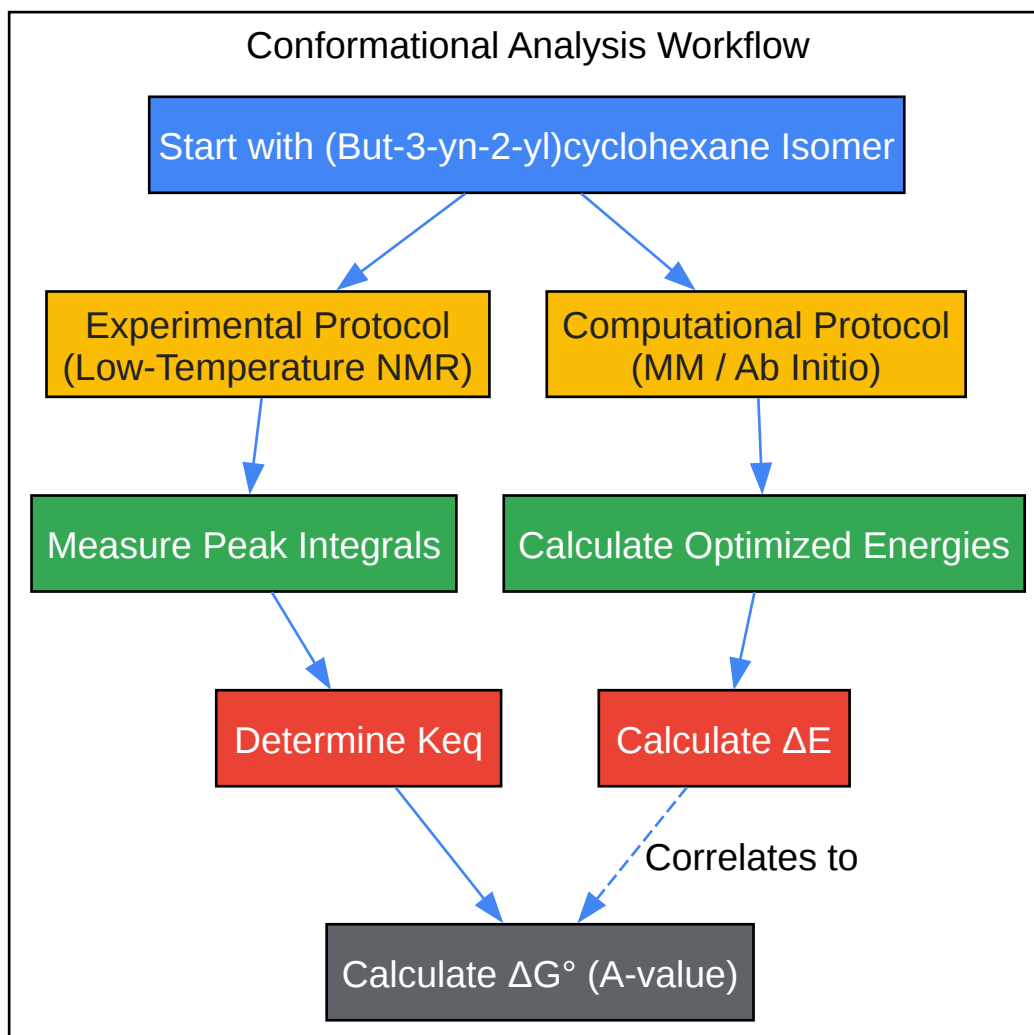 Conformational Analysis Workflow
Start with (But-3-yn-2-yl)cyclohexane Isomer
Experimental Protocol
(Low-Temperature NMR)
Computational Protocol
(MM / Ab Initio)
Measure Peak Integrals
Calculate Optimized Energies
Determine Keq
Calculate ΔE
Correlates to
Calculate ΔG° (A-value)